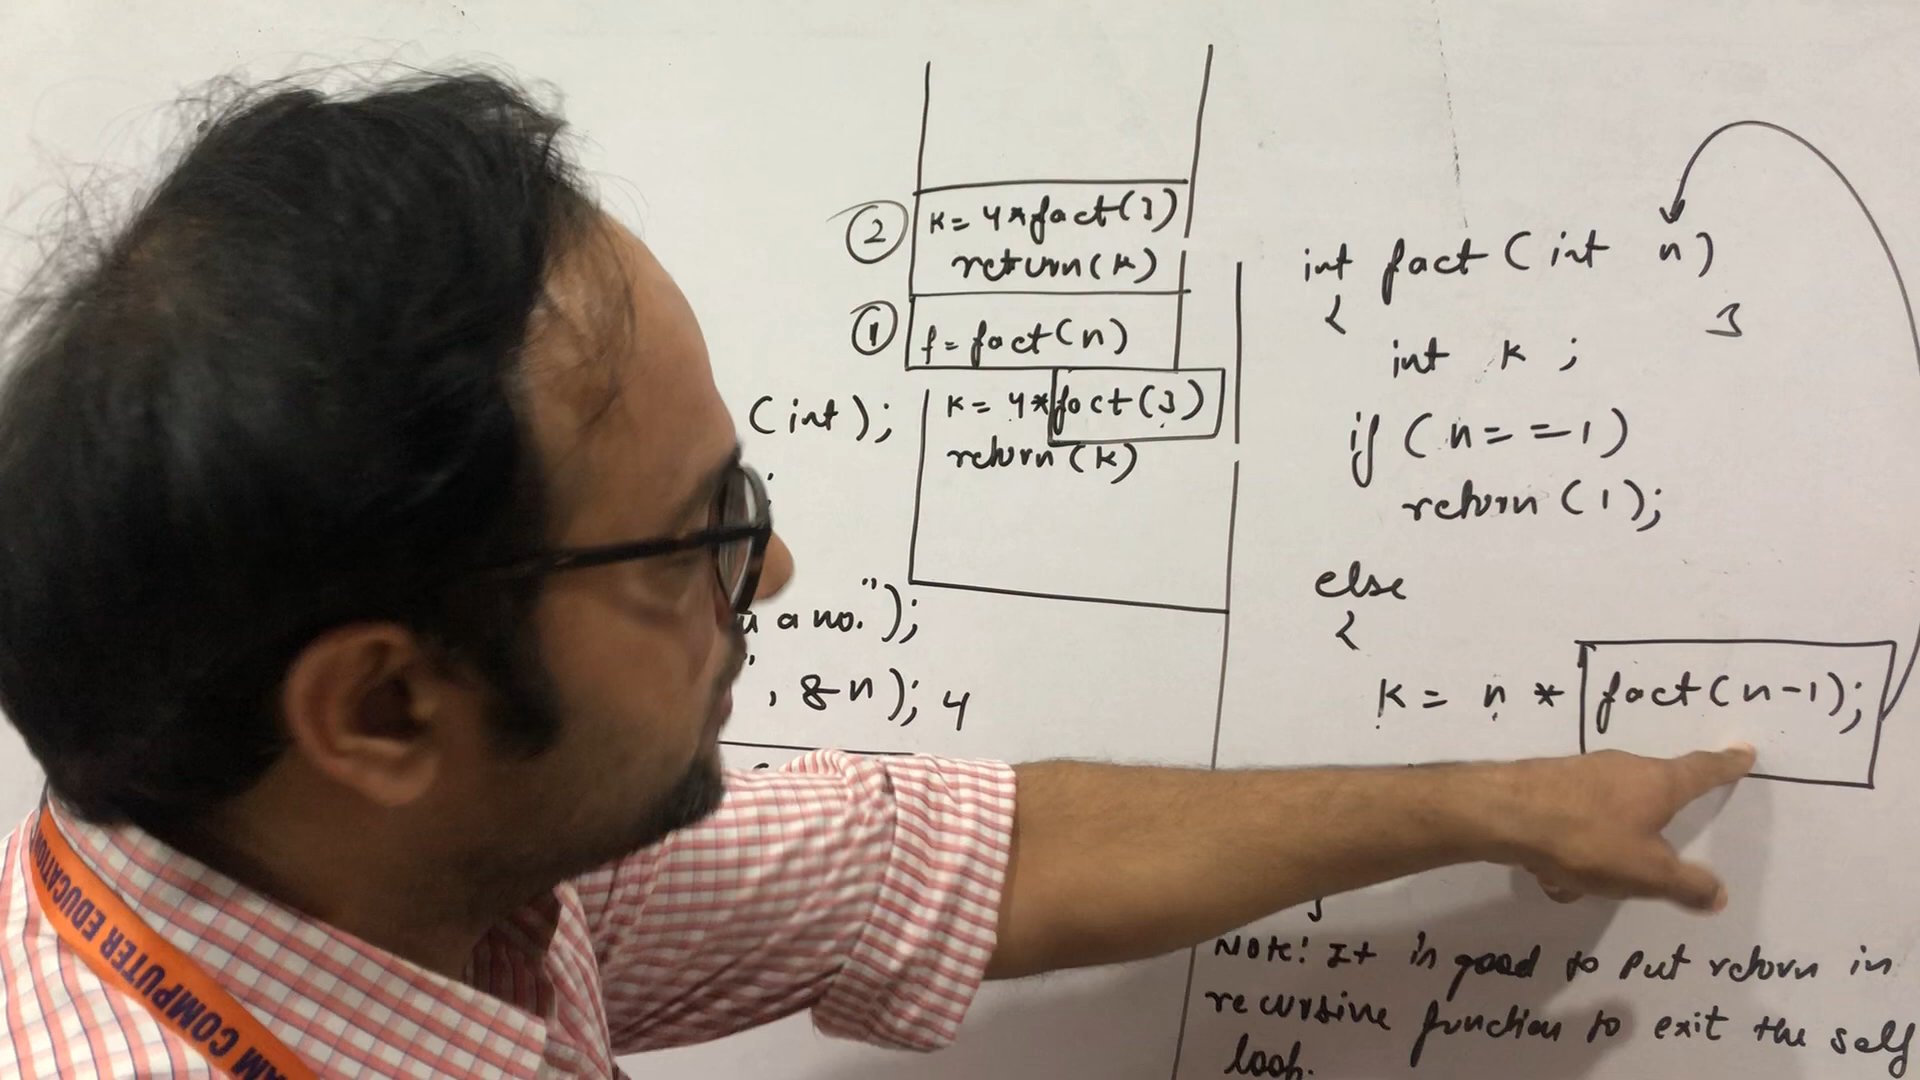 ② K= 4*fact(3)
return(K)
① f= fact(n)
K= 4*fact(3)
return(K)
(int);
;
a no.");
", &n); 4
int fact (int n)
{ 3
int K ;
if (n==1)
return (1);
else
{
K = n * fact(n-1);
}
Note: It is good to put return in
recursive function to exit the self
loop.
AM COMPUTER EDUCATION